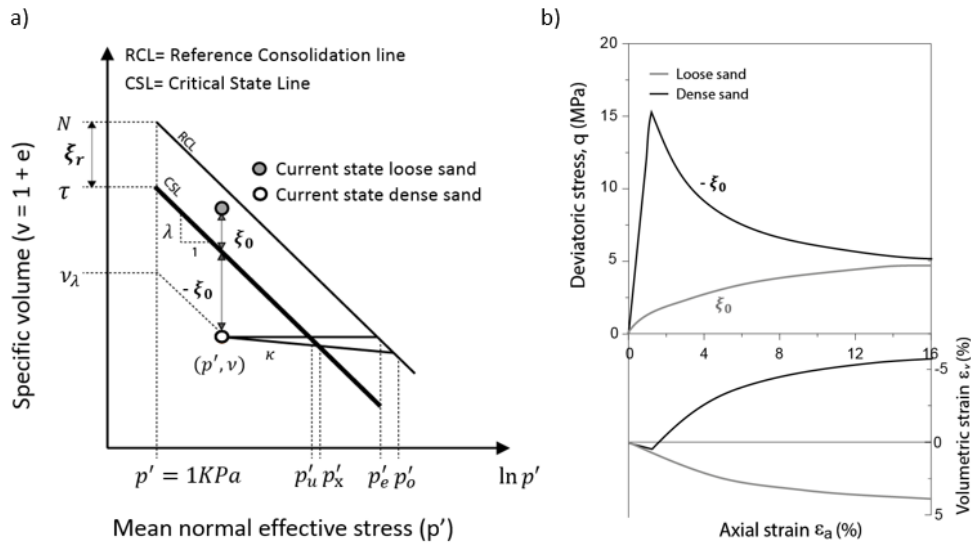 a)
RCL= Reference Consolidation line
CSL= Critical State Line
N
ξr
τ
νλ
RCL
CSL
λ
1
Current state loose sand
Current state dense sand
ξ0
- ξ0
κ
(p′, ν)
p′ = 1KPa
p′u p′x p′e p′o
ln p′
Specific volume (v = 1 + e)
Mean normal effective stress (p')
b)
20
15
10
5
0
Deviatoric stress, q (MPa)
Loose sand
Dense sand
- ξ0
ξ0
0 4 8 12 16
-5
0
5
Volumetric strain εv(%)
Axial strain εa (%)